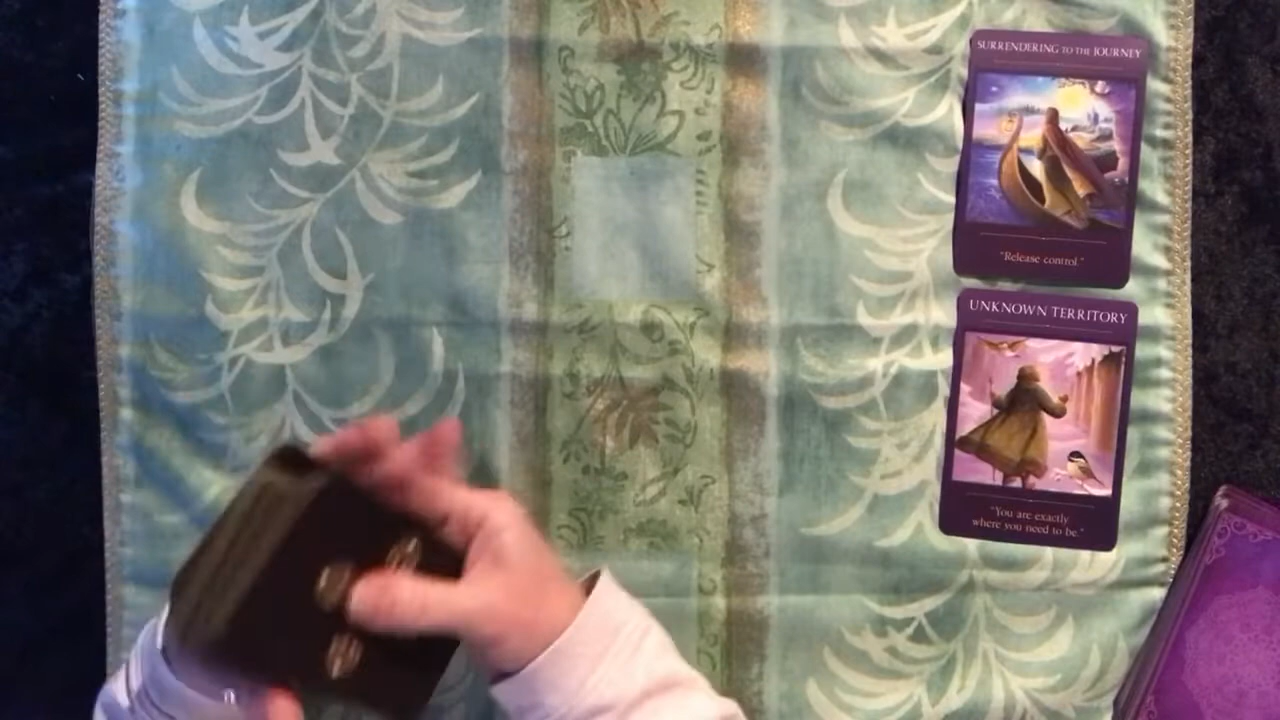 SURRENDERING TO THE JOURNEY
"Release control."
UNKNOWN TERRITORY
"You are exactly
where you need to be."